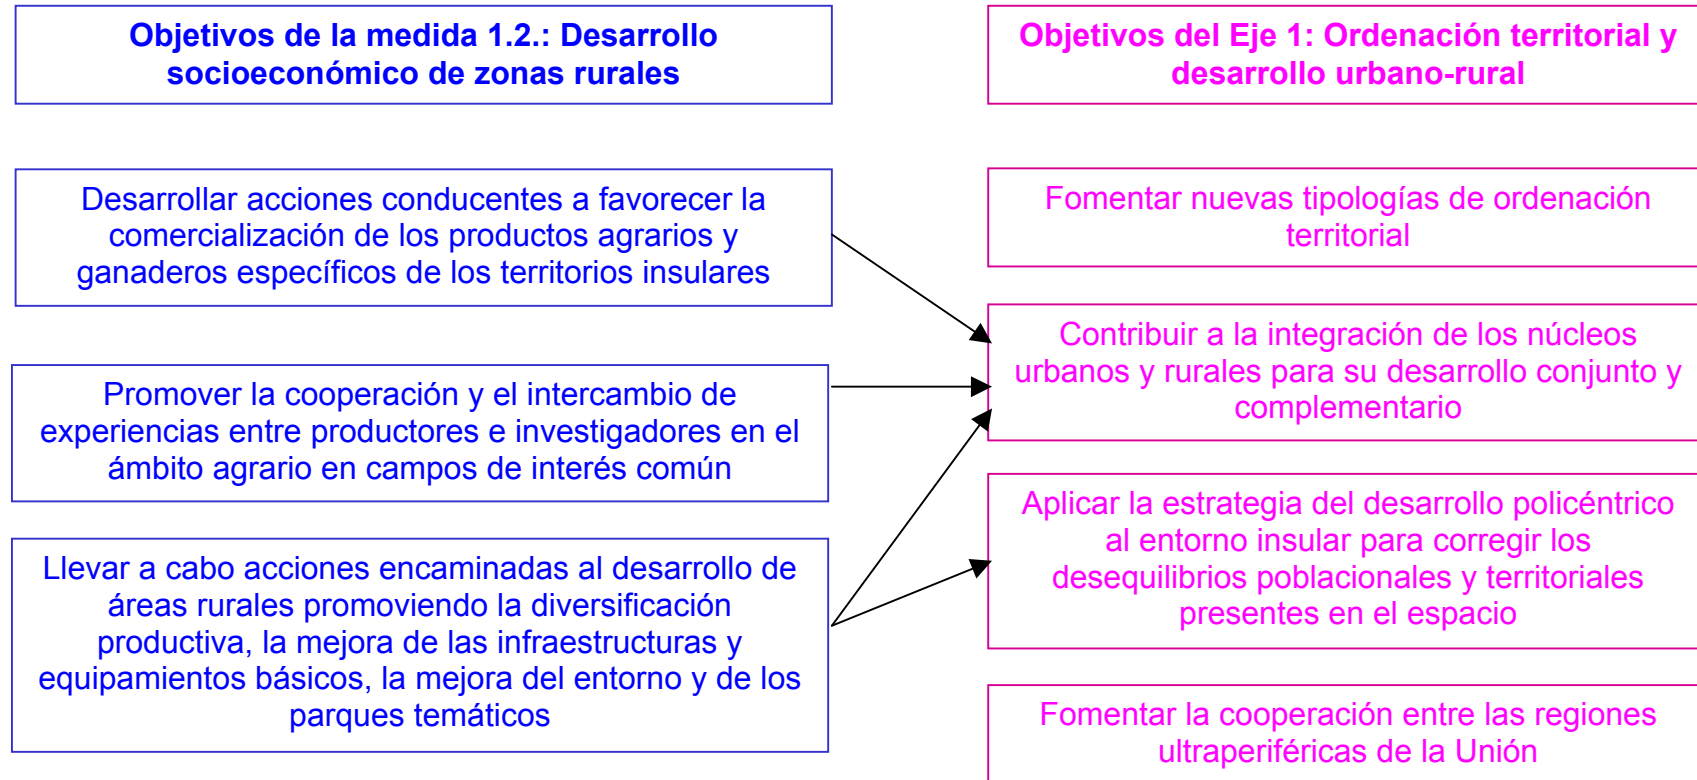 Objetivos de la medida 1.2.: Desarrollo
socioeconómico de zonas rurales
Objetivos del Eje 1: Ordenación territorial y
desarrollo urbano-rural
Desarrollar acciones conducentes a favorecer la
comercialización de los productos agrarios y
ganaderos específicos de los territorios insulares
Promover la cooperación y el intercambio de
experiencias entre productores e investigadores en el
ámbito agrario en campos de interés común
Llevar a cabo acciones encaminadas al desarrollo de
áreas rurales promoviendo la diversificación
productiva, la mejora de las infraestructuras y
equipamientos básicos, la mejora del entorno y de los
parques temáticos
Fomentar nuevas tipologías de ordenación
territorial
Contribuir a la integración de los núcleos
urbanos y rurales para su desarrollo conjunto y
complementario
Aplicar la estrategia del desarrollo policéntrico
al entorno insular para corregir los
desequilibrios poblacionales y territoriales
presentes en el espacio
Fomentar la cooperación entre las regiones
ultraperiféricas de la Unión